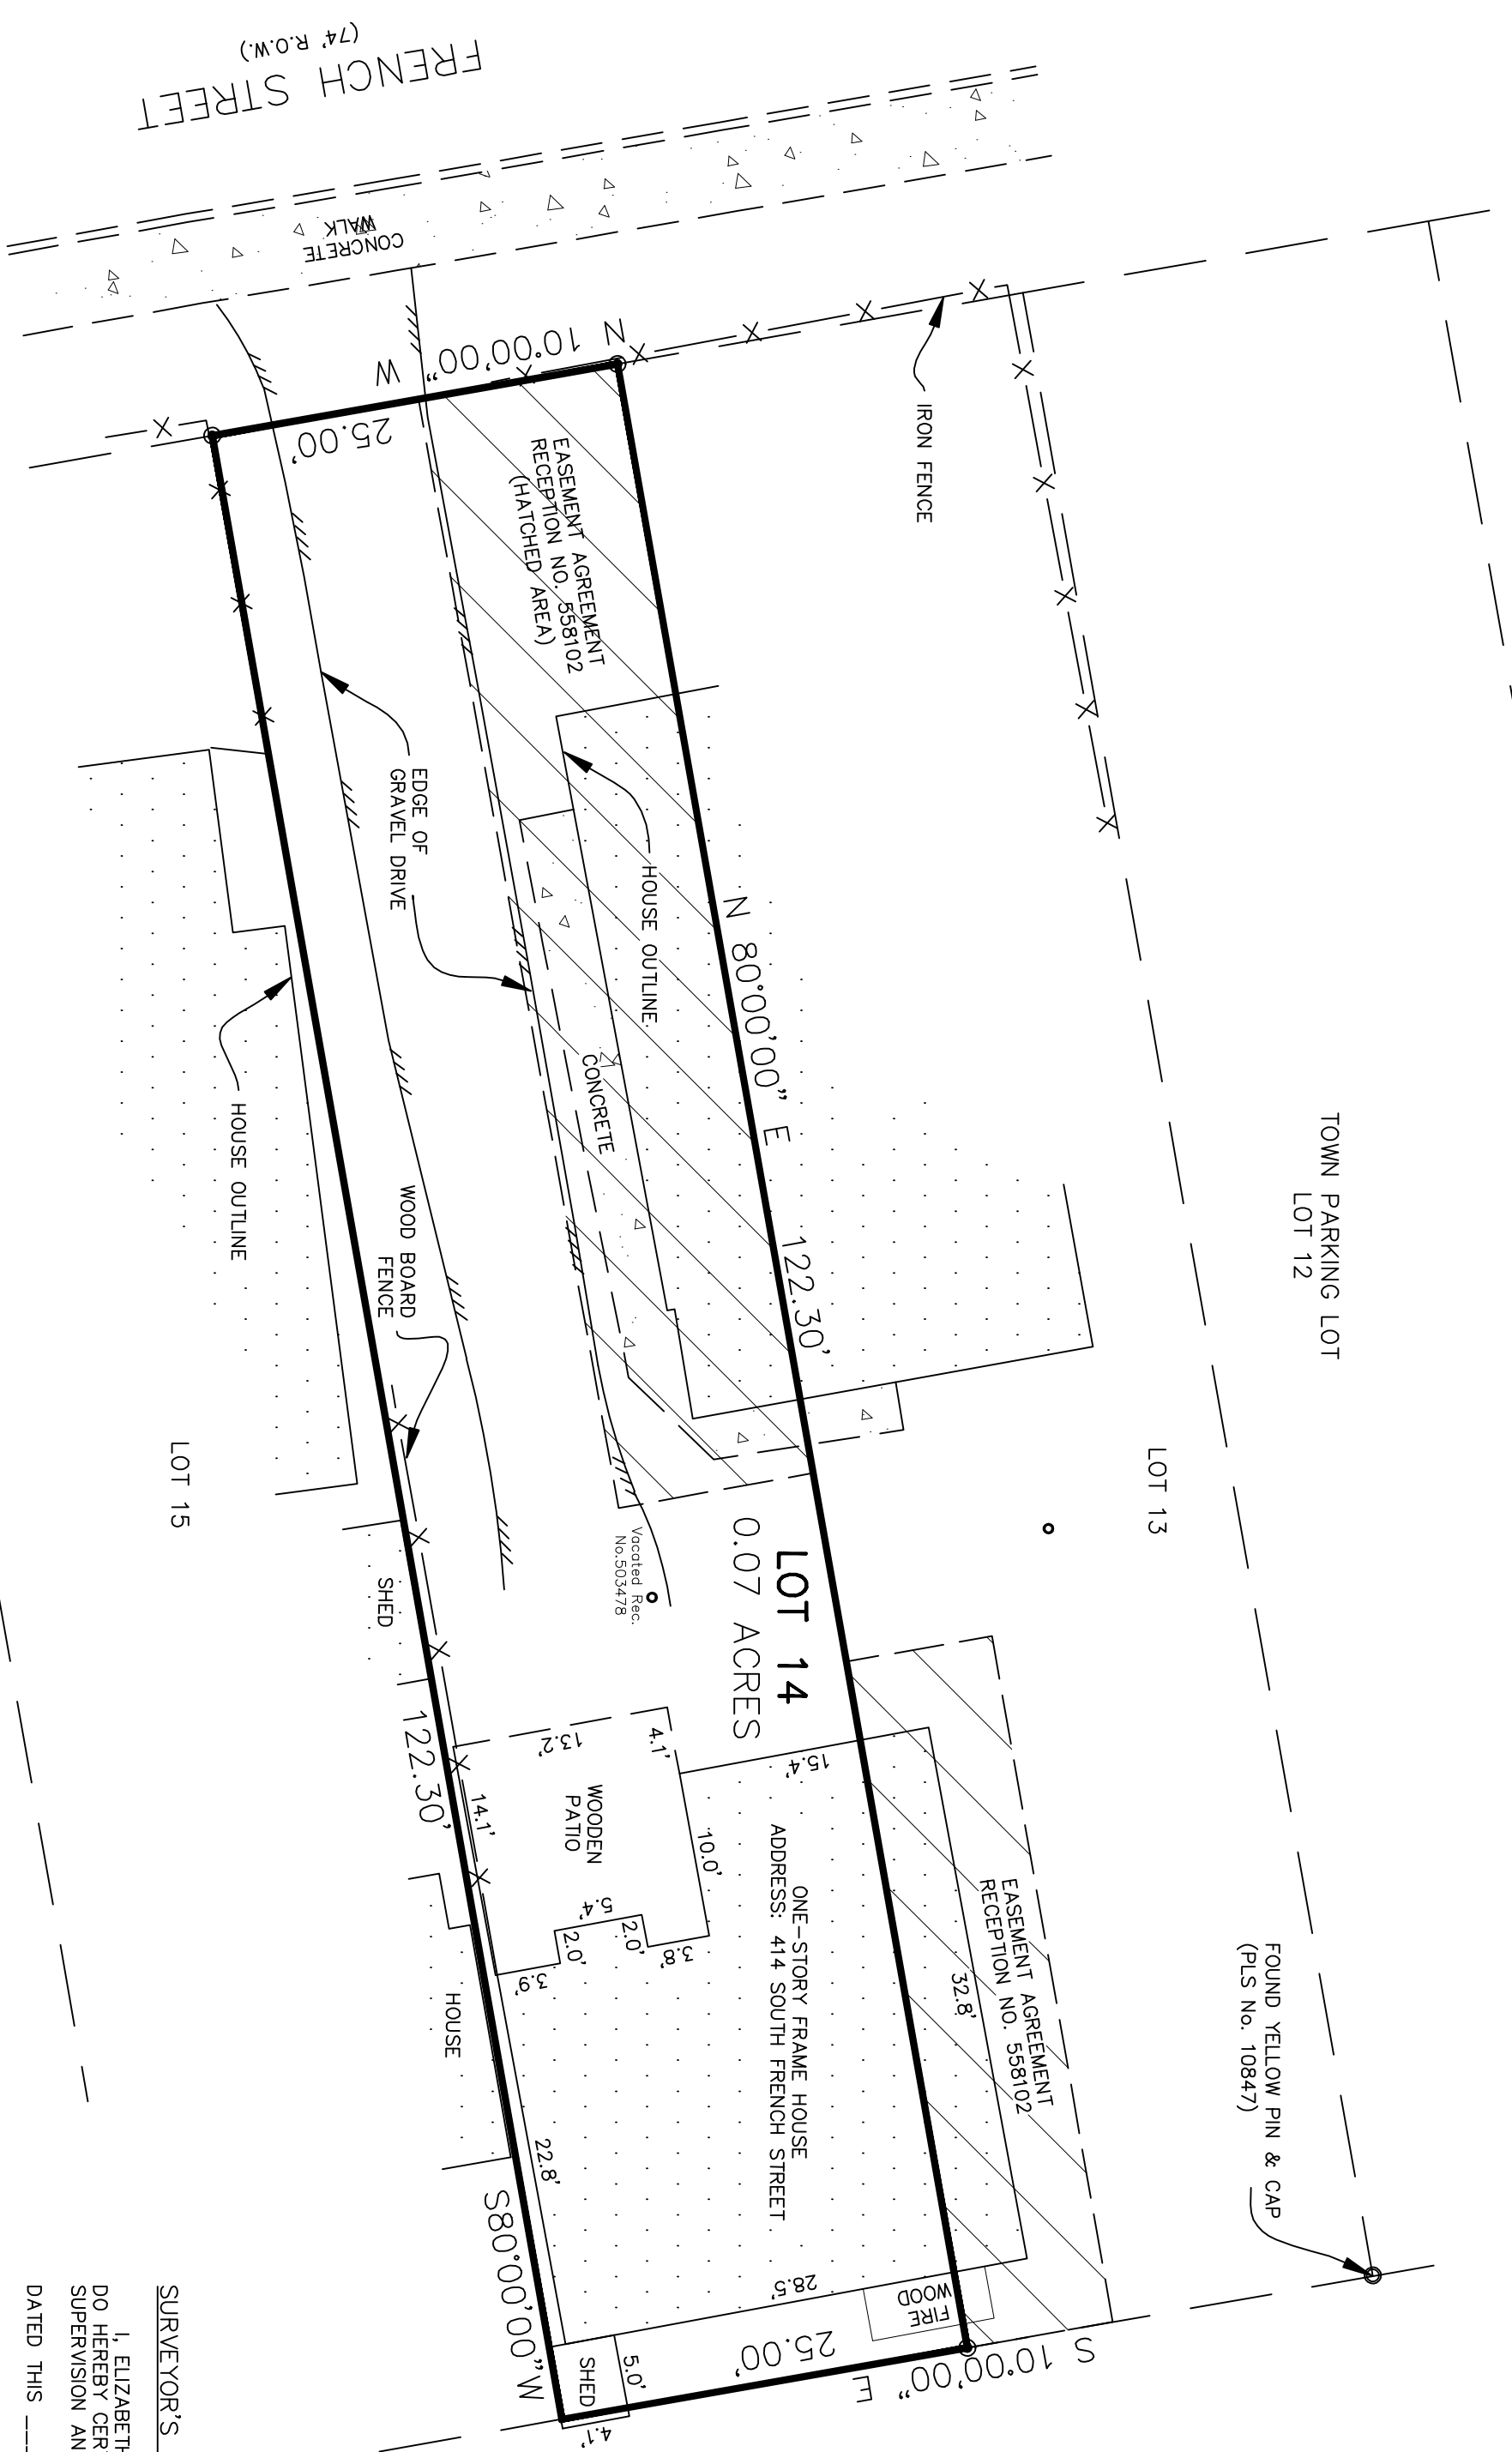 FRENCH STREET
(74' R.O.W.)
CONCRETE
WALK
N 10°00'00" W
25.00'
IRON FENCE
EASEMENT AGREEMENT
RECEPTION NO. 558102
(HATCHED AREA)
EDGE OF
GRAVEL DRIVE
HOUSE OUTLINE
N 80°00'00" E 122.30'
CONCRETE
HOUSE OUTLINE
WOOD BOARD
FENCE
TOWN PARKING LOT
LOT 12
LOT 13
LOT 15
LOT 14
0.07 ACRES
Vacated Rec.
No.503478
SHED
122.30'
S80°00'00"W
13.2'
4.1'
WOODEN
PATIO
14.1'
10.0'
15.4'
5.4'
2.0'
2.0'
3.8'
3.9'
ONE-STORY FRAME HOUSE
ADDRESS: 414 SOUTH FRENCH STREET
32.8'
EASEMENT AGREEMENT
RECEPTION NO. 558102
FOUND YELLOW PIN & CAP
(PLS No. 10847)
HOUSE
22.8'
28.5'
FIRE
WOOD
S 10°00'00" E
25.00'
5.0'
SHED
4.1'
SURVEYOR'S
I, ELIZABETH
DO HEREBY CER
SUPERVISION AN
DATED THIS